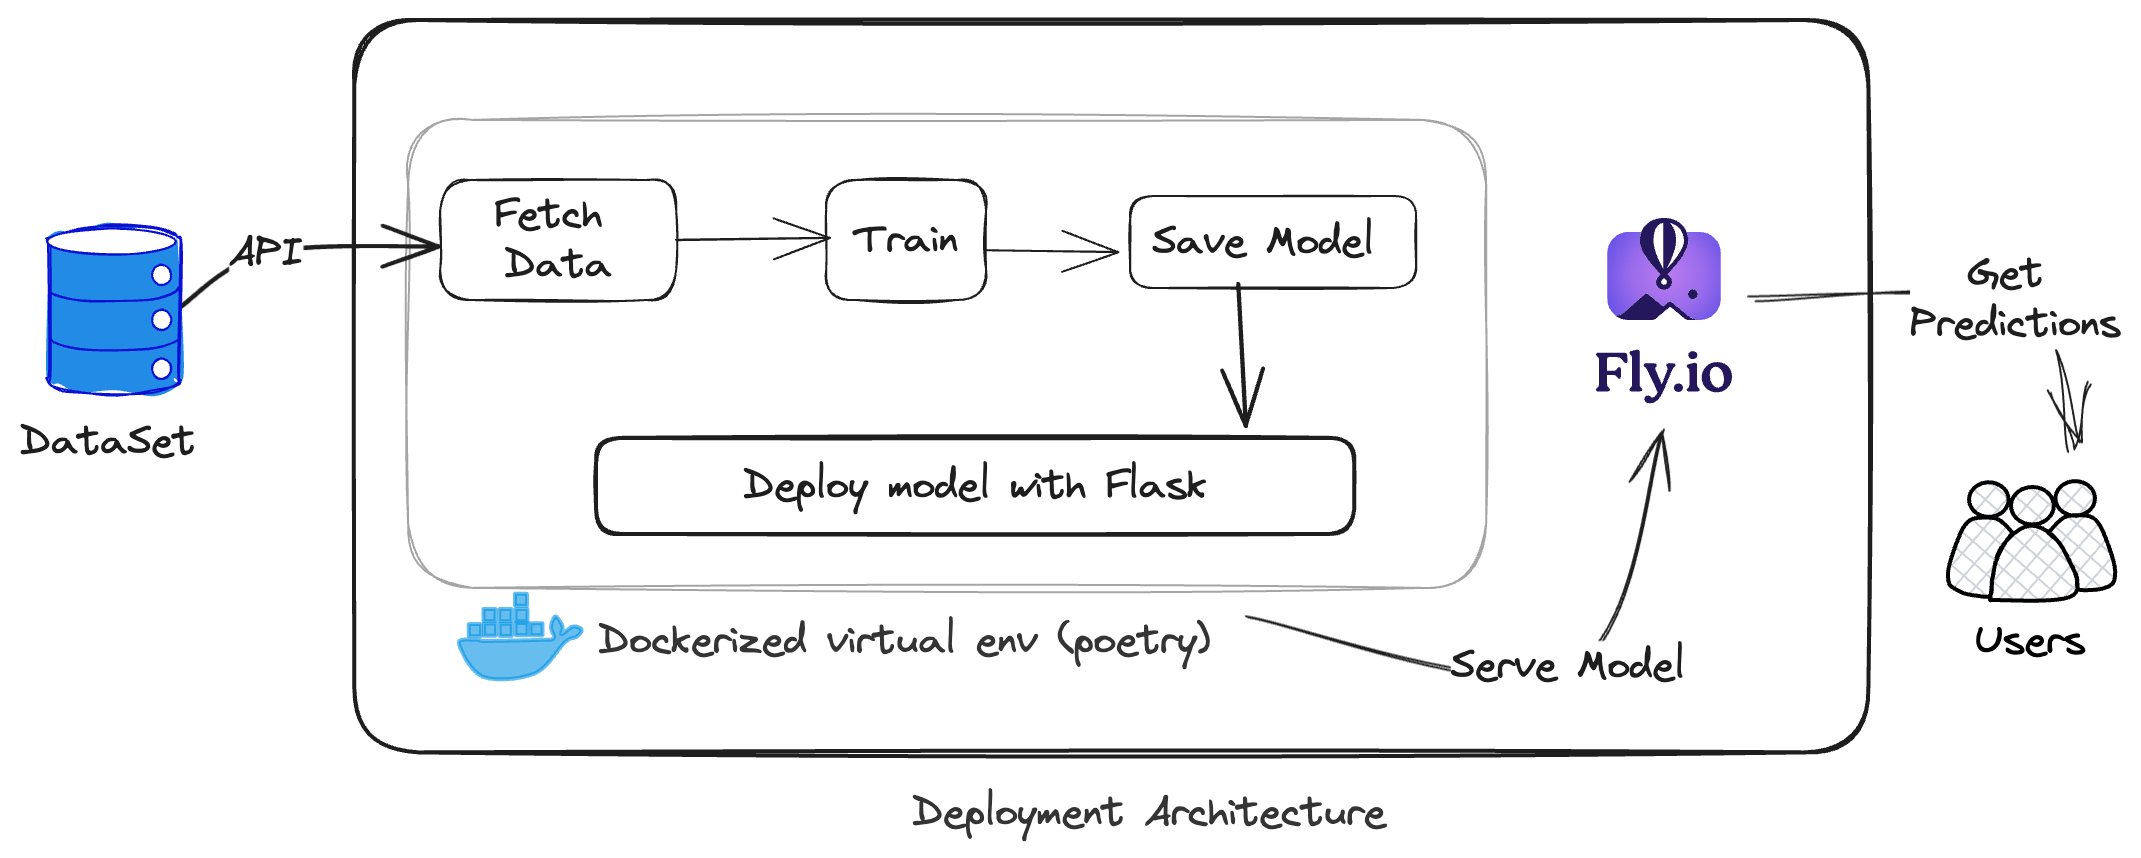 DataSet
API
Fetch
Data
Train
Save Model
Deploy model with Flask
Dockerized virtual env (poetry)
Serve Model
Fly.io
Get
Predictions
Users
Deployment Architecture